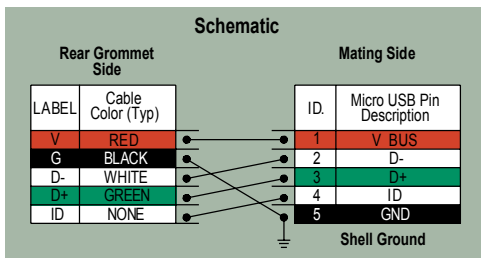 Schematic
Rear Grommet
Side
Mating Side
LABEL Cable
Color (Typ)
V RED
G BLACK
D- WHITE
D+ GREEN
ID NONE
ID. Micro USB Pin
Description
1 V BUS
2 D-
3 D+
4 ID
5 GND
Shell Ground